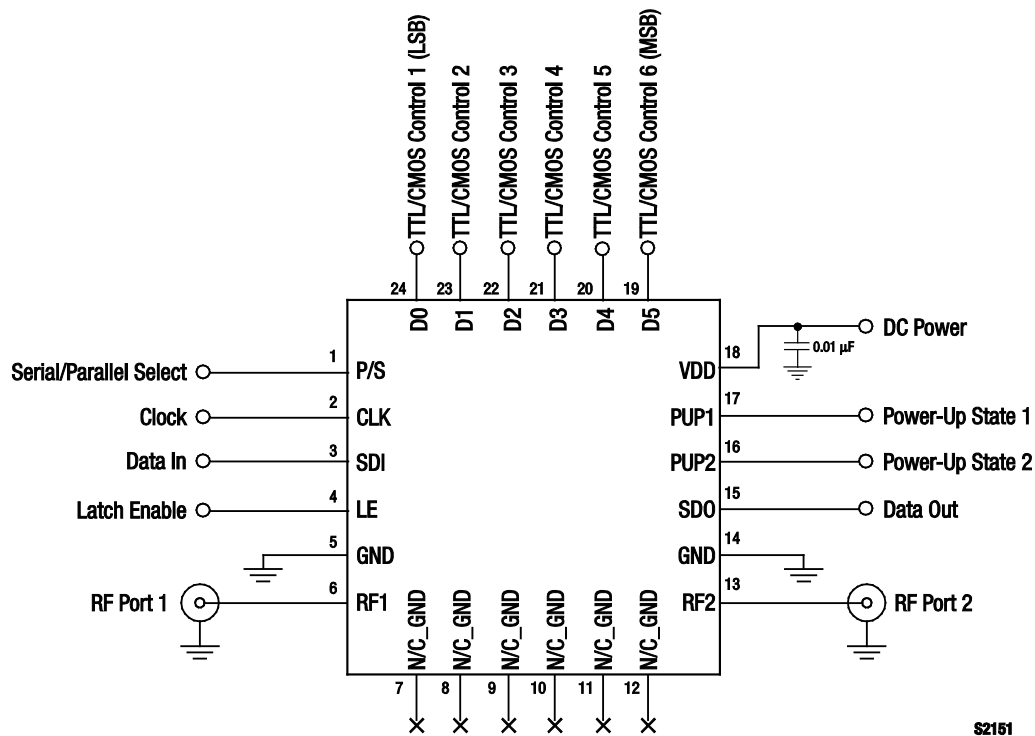 TTL/CMOS Control 1 (LSB)
TTL/CMOS Control 2
TTL/CMOS Control 3
TTL/CMOS Control 4
TTL/CMOS Control 5
TTL/CMOS Control 6 (MSB)
24
23
22
21
20
19
D0
D1
D2
D3
D4
D5
Serial/Parallel Select
1
P/S
Clock
2
CLK
Data In
3
SDI
Latch Enable
4
LE
5
GND
RF Port 1
6
RF1
VDD
18
DC Power
0.01 µF
PUP1
17
Power-Up State 1
PUP2
16
Power-Up State 2
SDO
15
Data Out
GND
14
RF2
13
RF Port 2
N/C_GND
N/C_GND
N/C_GND
N/C_GND
N/C_GND
N/C_GND
7
8
9
10
11
12
S2151